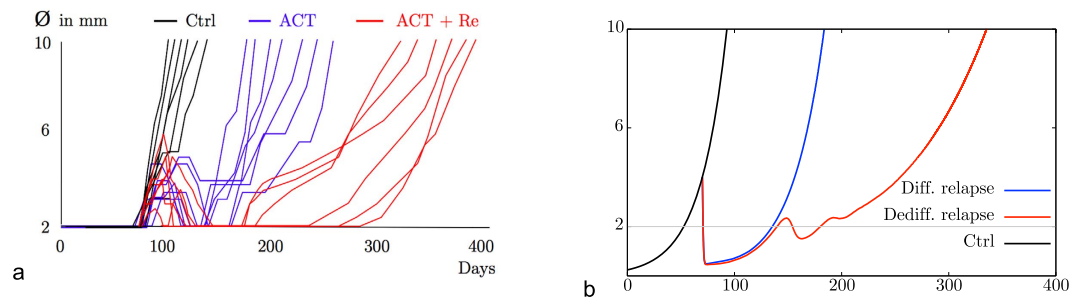 Ø in mm Ctrl ACT ACT + Re
10
6
2
0 100 200 300 400
Days
a
10
6
2
0 100 200 300 400
Diff. relapse
Dediff. relapse
Ctrl
b